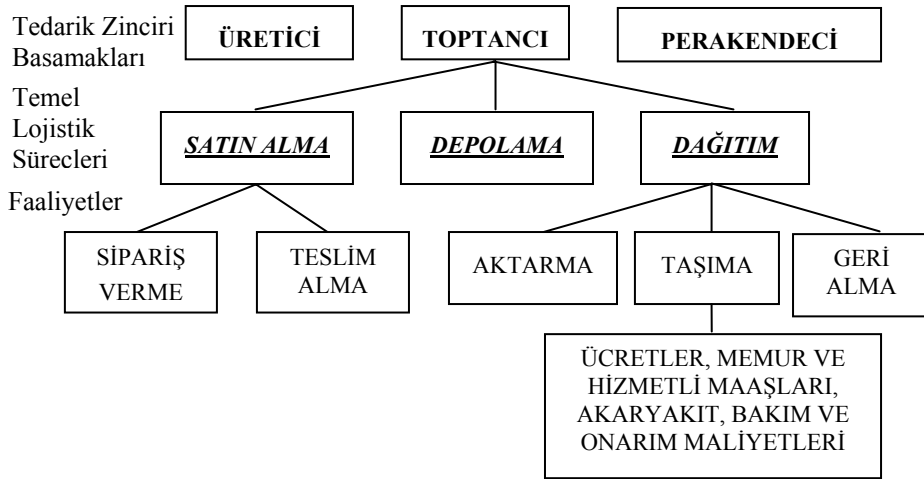 Tedarik Zinciri
Basamakları
ÜRETİCİ
TOPTANCI
PERAKENDECİ
Temel
Lojistik
Sürecleri
SATIN ALMA
DEPOLAMA
DAĞITIM
Faaliyetler
SİPARİŞ
VERME
TESLİM
ALMA
AKTARMA
TAŞIMA
GERİ
ALMA
ÜCRETLER, MEMUR VE
HİZMETLİ MAAŞLARI,
AKARYAKIT, BAKIM VE
ONARIM MALİYETLERİ